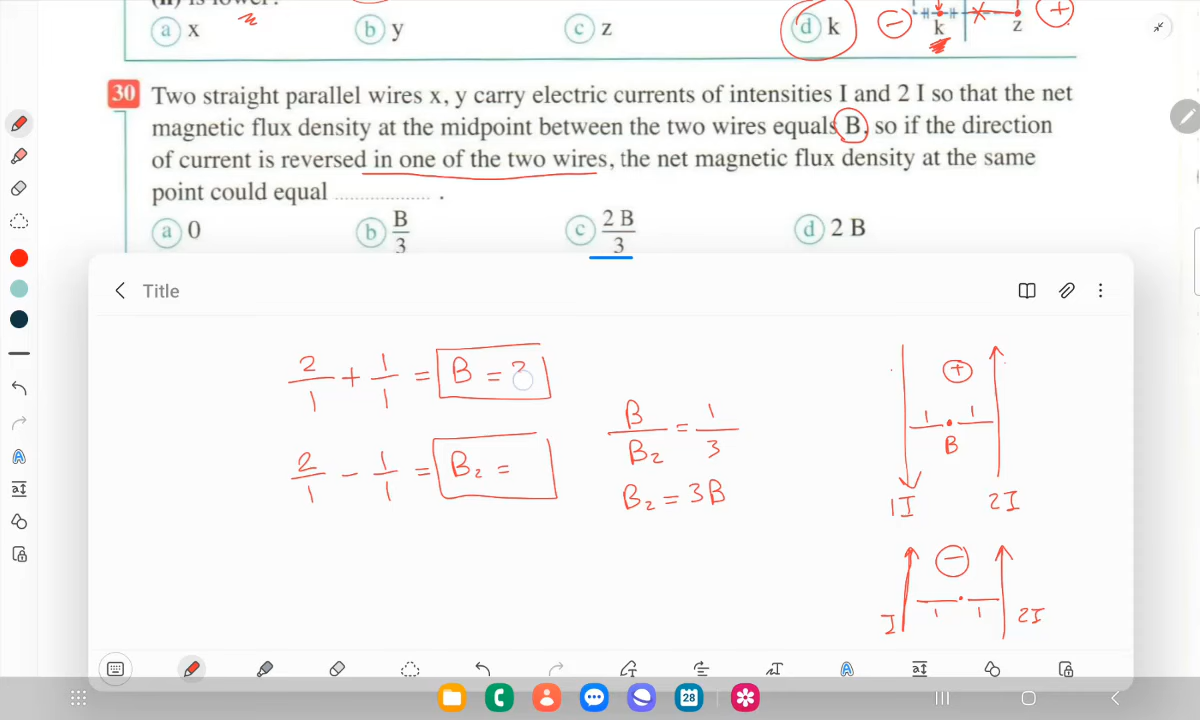 (ii) is lower?
a x b y c z d k
− k z +
30 Two straight parallel wires x, y carry electric currents of intensities I and 2 I so that the net
magnetic flux density at the midpoint between the two wires equals B, so if the direction
of current is reversed in one of the two wires, the net magnetic flux density at the same
point could equal ................. .
a 0 b B/3 c 2 B/3 d 2 B
Title
2/1 + 1/1 = B = 3
2/1 − 1/1 = B₂ =
B/B₂ = 1/3
B₂ = 3B
+
1 1
B
1I 2I
−
1 1
I 2I
28